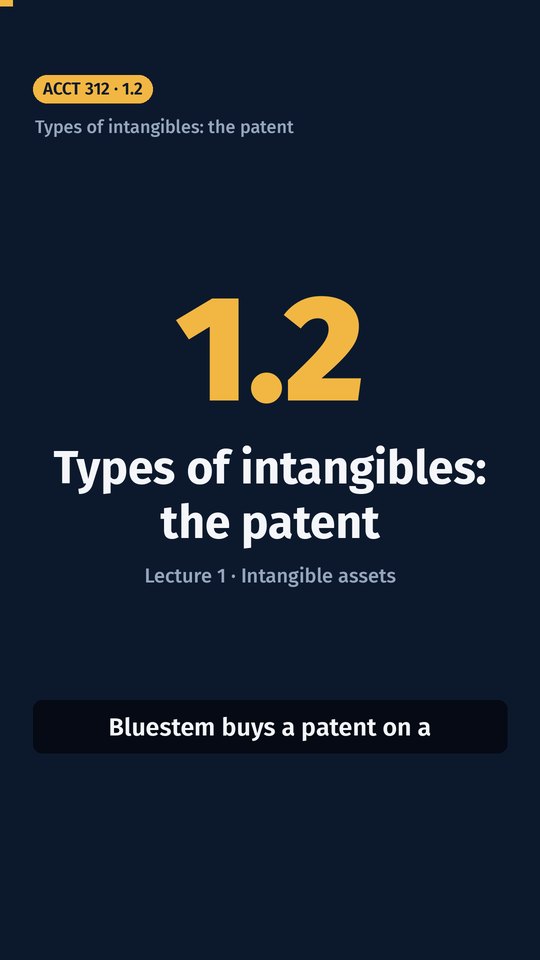 ACCT 312 · 1.2
Types of intangibles: the patent
1.2
Types of intangibles:
the patent
Lecture 1 · Intangible assets
Bluestem buys a patent on a